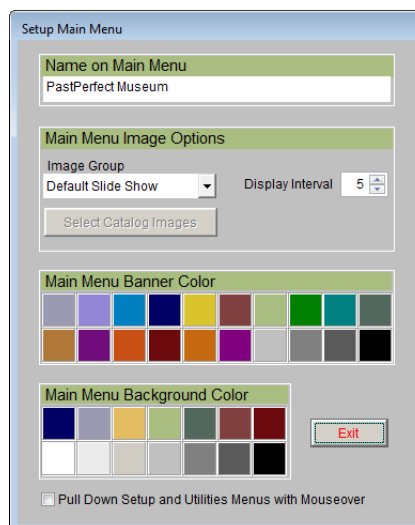 Setup Main Menu
Name on Main Menu
PastPerfect Museum
Main Menu Image Options
Image Group
Default Slide Show
Display Interval 5
Select Catalog Images
Main Menu Banner Color
Main Menu Background Color
Exit
Pull Down Setup and Utilities Menus with Mouseover